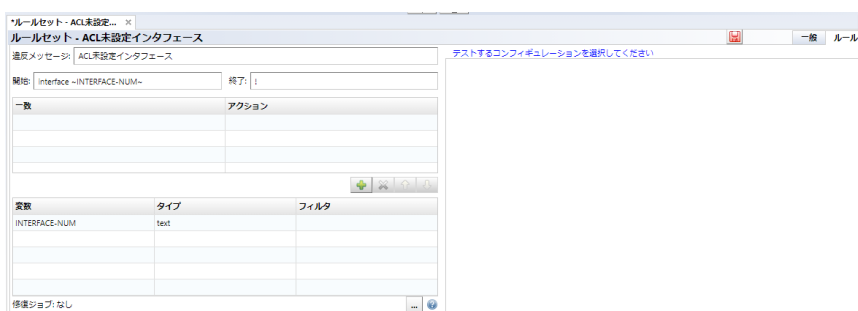 *ルールセット - ACL未設定... ×
ルールセット - ACL未設定インタフェース
一般 ルール
違反メッセージ: ACL未設定インタフェース
テストするコンフィギュレーションを選択してください
開始: interface ~INTERFACE-NUM~ 終了: !
一致 アクション
変数 タイプ フィルタ
INTERFACE-NUM text
修復ジョブ: なし ...